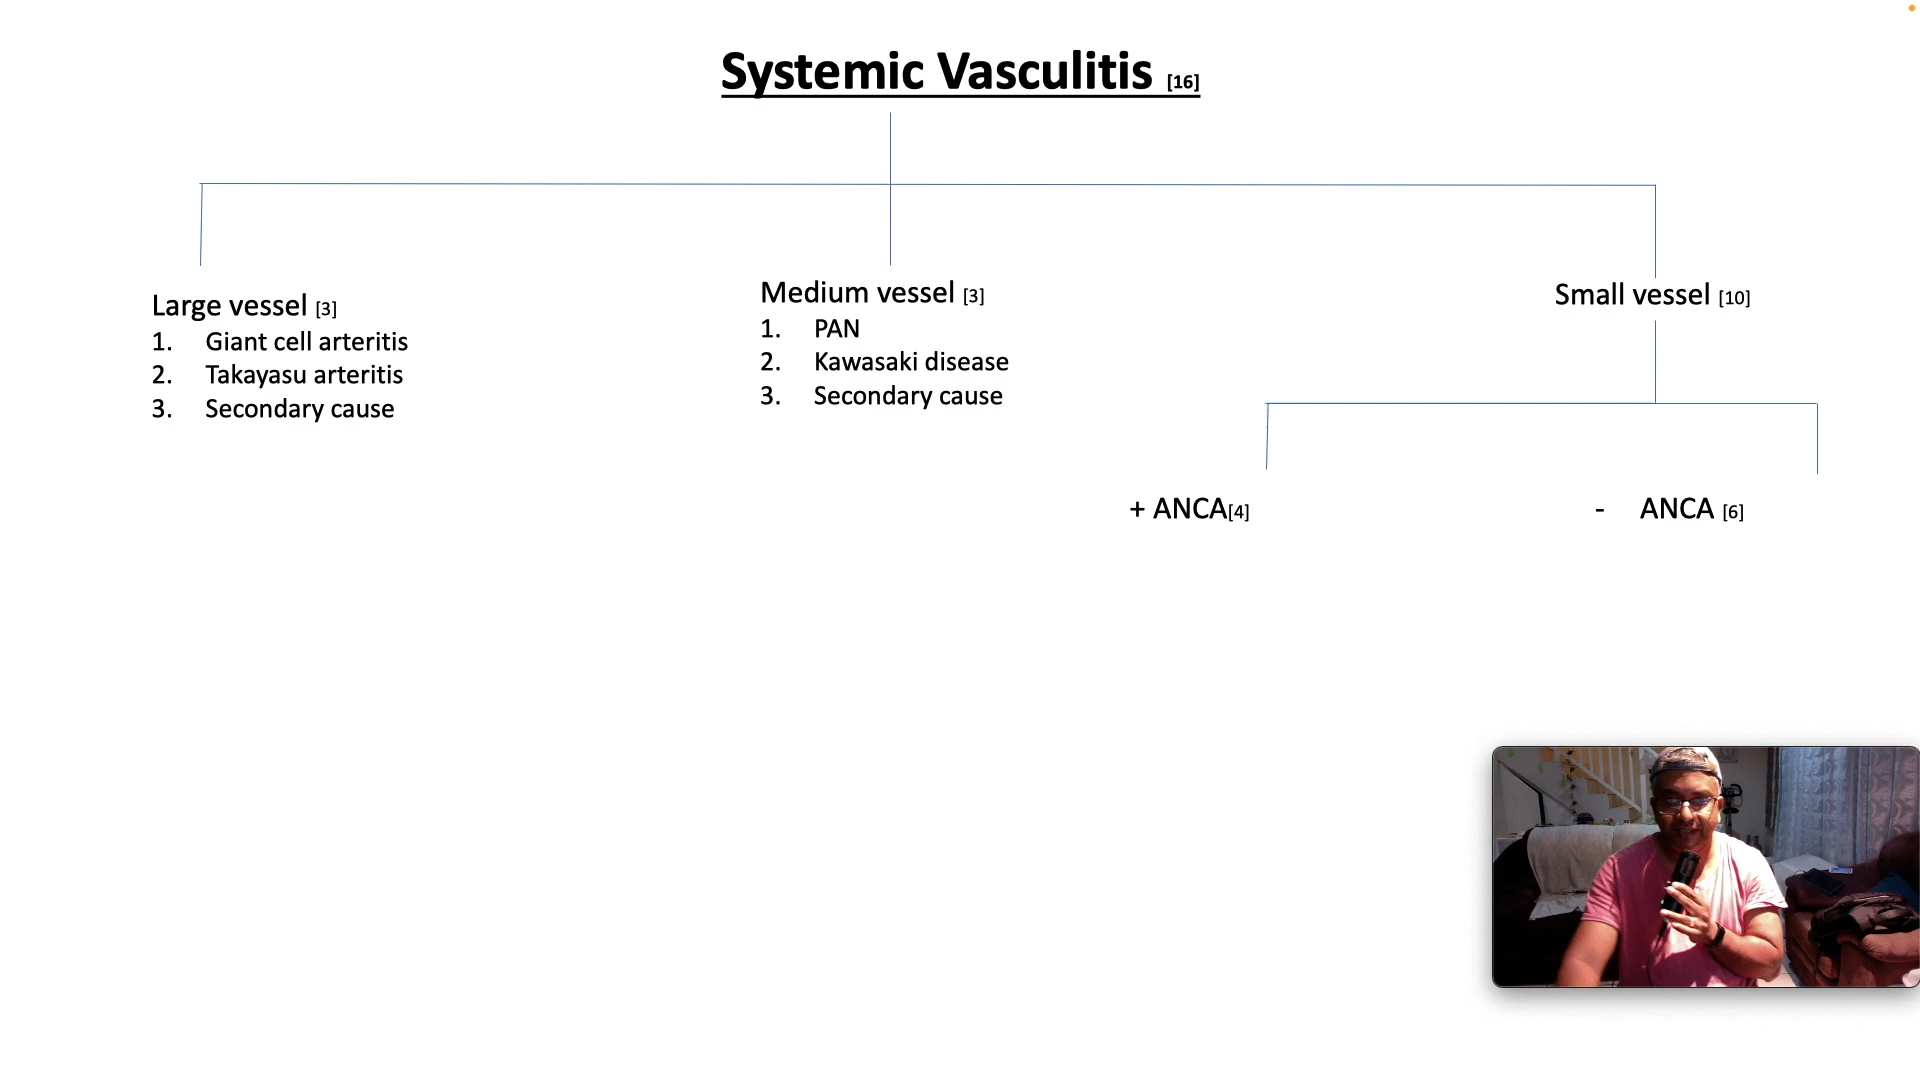 Systemic Vasculitis [16]
Large vessel [3]
1. Giant cell arteritis
2. Takayasu arteritis
3. Secondary cause
Medium vessel [3]
1. PAN
2. Kawasaki disease
3. Secondary cause
Small vessel [10]
+ ANCA[4]
- ANCA [6]